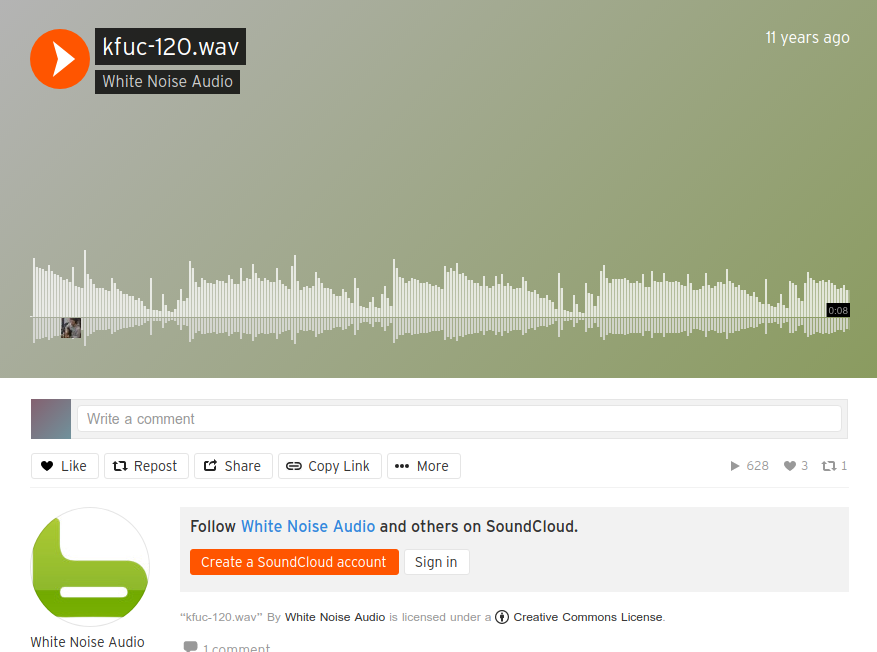 kfuc-120.wav
11 years ago
White Noise Audio
0:08
Write a comment
Like Repost Share Copy Link More 628 3 1
Follow White Noise Audio and others on SoundCloud.
Create a SoundCloud account Sign in
“kfuc-120.wav” By White Noise Audio is licensed under a Creative Commons License.
White Noise Audio
1 comment